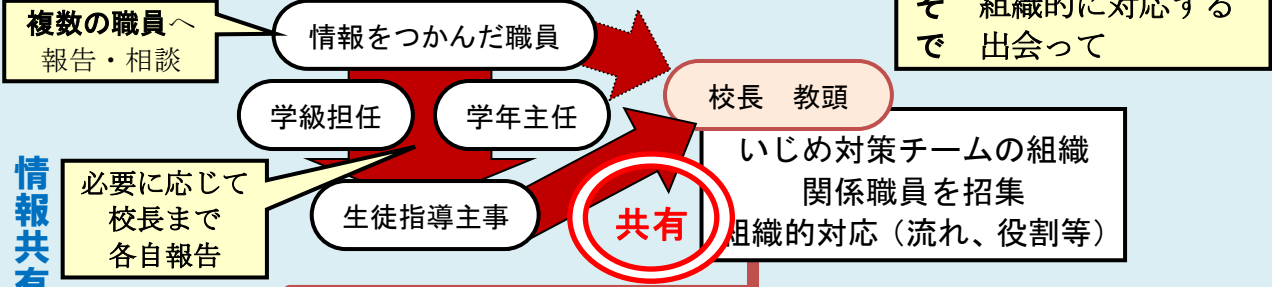 複数の職員へ
報告・相談
情報をつかんだ職員
そ 組織的に対応する
で 出会って
学級担任
学年主任
校長 教頭
いじめ対策チームの組織
関係職員を招集
組織的対応（流れ、役割等）
情報共有
必要に応じて
校長まで
各自報告
生徒指導主事
共有